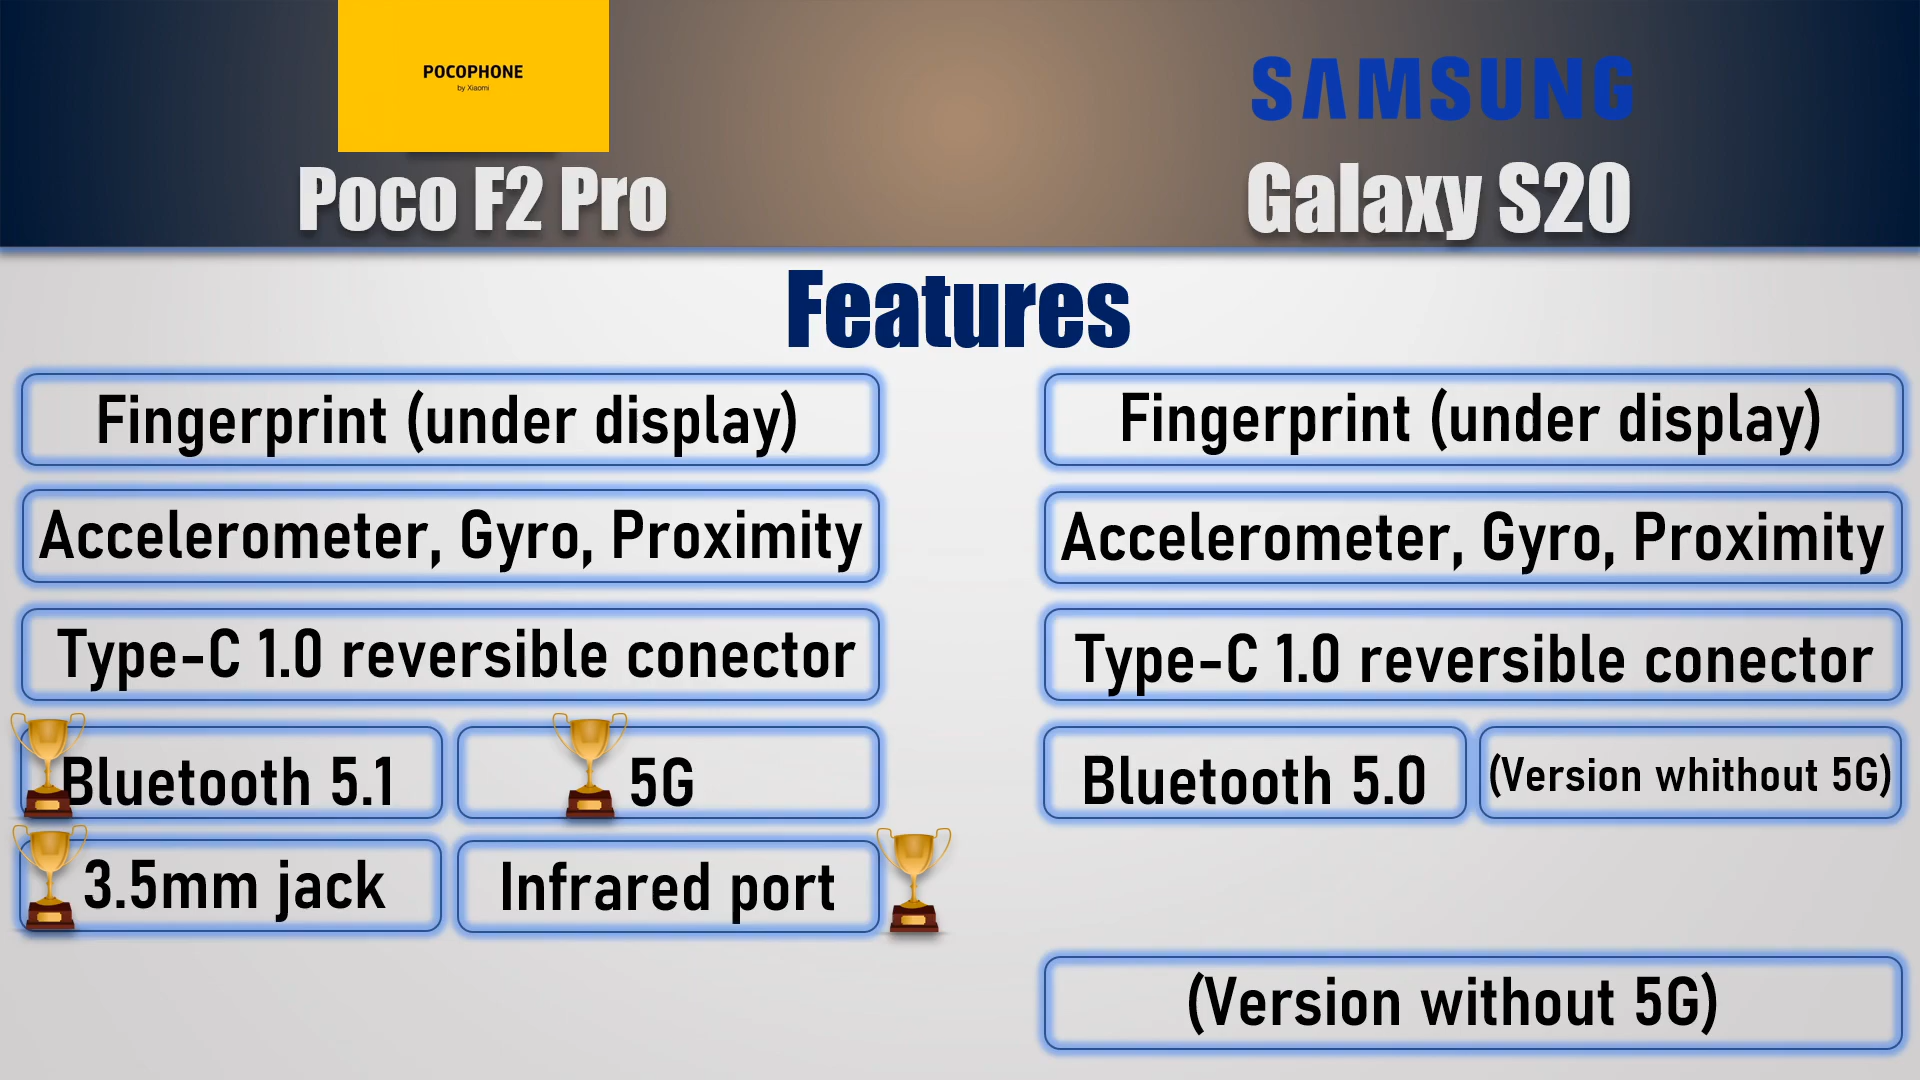 POCOPHONE
by Xiaomi
SAMSUNG
Poco F2 Pro
Galaxy S20
Features
Fingerprint (under display)
Fingerprint (under display)
Accelerometer, Gyro, Proximity
Accelerometer, Gyro, Proximity
Type-C 1.0 reversible conector
Type-C 1.0 reversible conector
Bluetooth 5.1
5G
Bluetooth 5.0
(Version whithout 5G)
3.5mm jack
Infrared port
(Version without 5G)